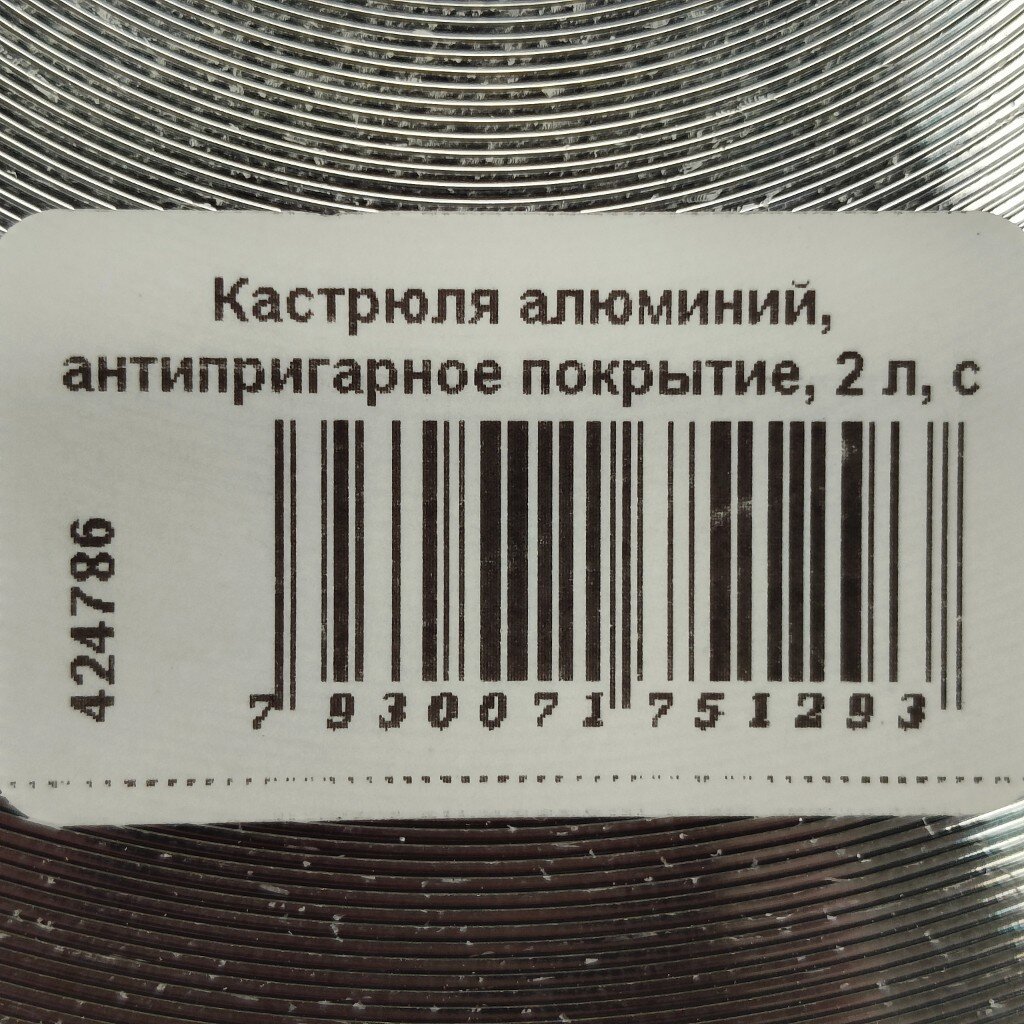 Кастрюля алюминий,
антипригарное покрытие, 2 л, с
424786
7 930071 751293